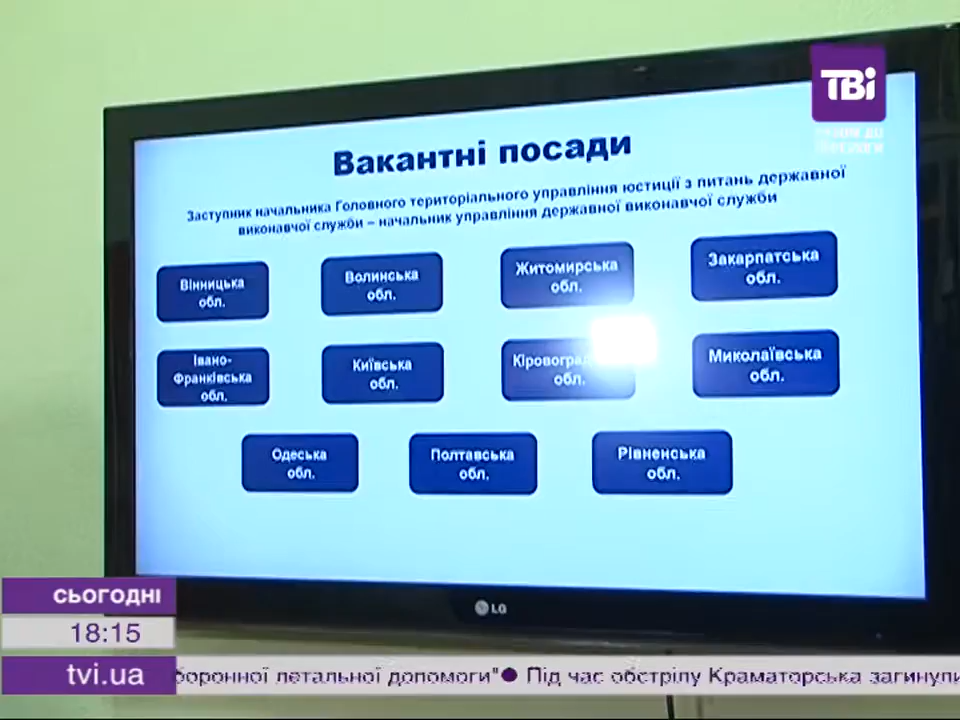 ТВі
Вакантні посади
Заступник начальника Головного територіального управління юстиції з питань державної
виконавчої служби – начальник управління державної виконавчої служби
Вінницька
обл.
Волинська
обл.
Житомирська
обл.
Закарпатська
обл.
Івано-
Франківська
обл.
Київська
обл.
Кіровоград
обл.
Миколаївська
обл.
Одеська
обл.
Полтавська
обл.
Рівненська
обл.
LG
сьогодні
18:15
tvi.ua
боронної летальної допомоги" ● Під час обстрілу Краматорська загинули